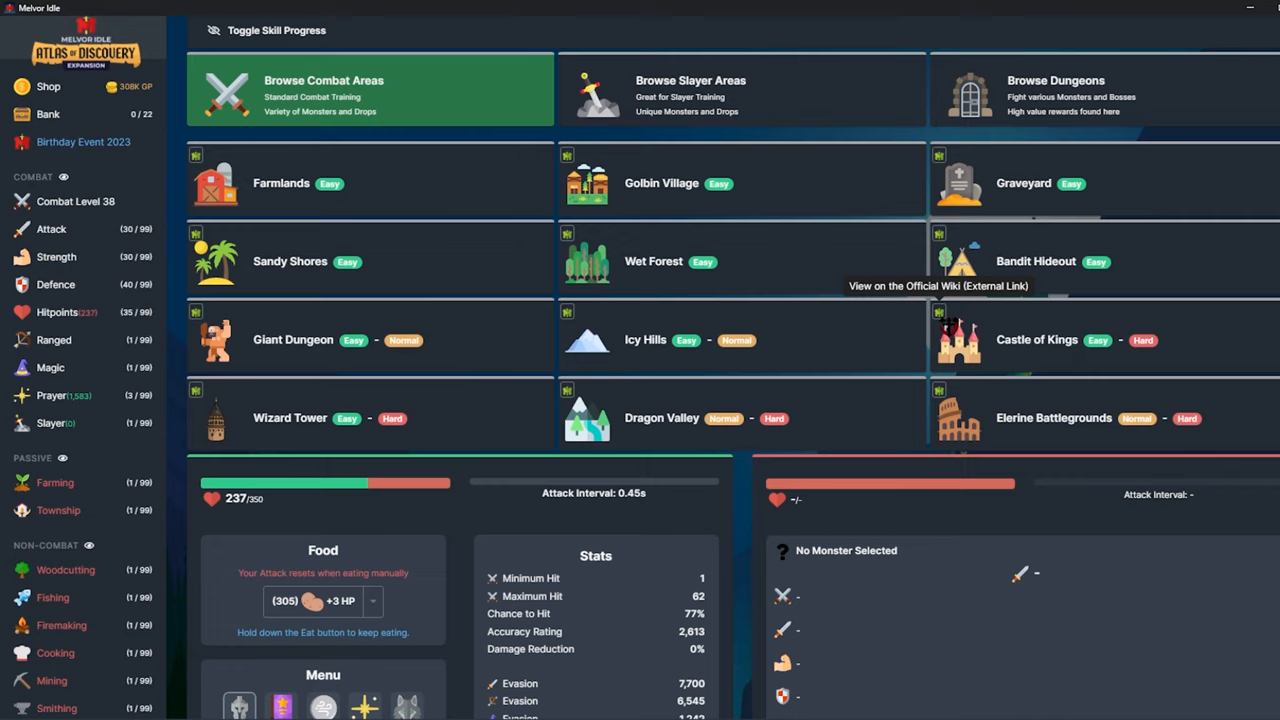 Melvor Idle
MELVOR IDLE
ATLAS OF DISCOVERY
EXPANSION
Shop 308K GP
Bank 0 / 22
Birthday Event 2023
COMBAT
Combat Level 38
Attack (30 / 99)
Strength (30 / 99)
Defence (40 / 99)
Hitpoints(237) (35 / 99)
Ranged (1 / 99)
Magic (1 / 99)
Prayer(1,583) (3 / 99)
Slayer(0) (1 / 99)
PASSIVE
Farming (1 / 99)
Township (1 / 99)
NON-COMBAT
Woodcutting (1 / 99)
Fishing (1 / 99)
Firemaking (1 / 99)
Cooking (1 / 99)
Mining (1 / 99)
Smithing (1 / 99)
Toggle Skill Progress
Browse Combat Areas
Standard Combat Training
Variety of Monsters and Drops
Browse Slayer Areas
Great for Slayer Training
Unique Monsters and Drops
Browse Dungeons
Fight various Monsters and Bosses
High value rewards found here
Farmlands Easy
Golbin Village Easy
Graveyard Easy
Sandy Shores Easy
Wet Forest Easy
Bandit Hideout Easy
View on the Official Wiki (External Link)
Giant Dungeon Easy - Normal
Icy Hills Easy - Normal
Castle of Kings Easy - Hard
Wizard Tower Easy - Hard
Dragon Valley Normal - Hard
Elerine Battlegrounds Normal - Hard
237/350
Attack Interval: 0.45s
Food
Your Attack resets when eating manually
(305) +3 HP
Hold down the Eat button to keep eating.
Menu
Stats
Minimum Hit 1
Maximum Hit 62
Chance to Hit 77%
Accuracy Rating 2,613
Damage Reduction 0%
Evasion 7,700
Evasion 6,545
Evasion 1,242
-/-
Attack Interval: -
No Monster Selected
-
-
-
-
-